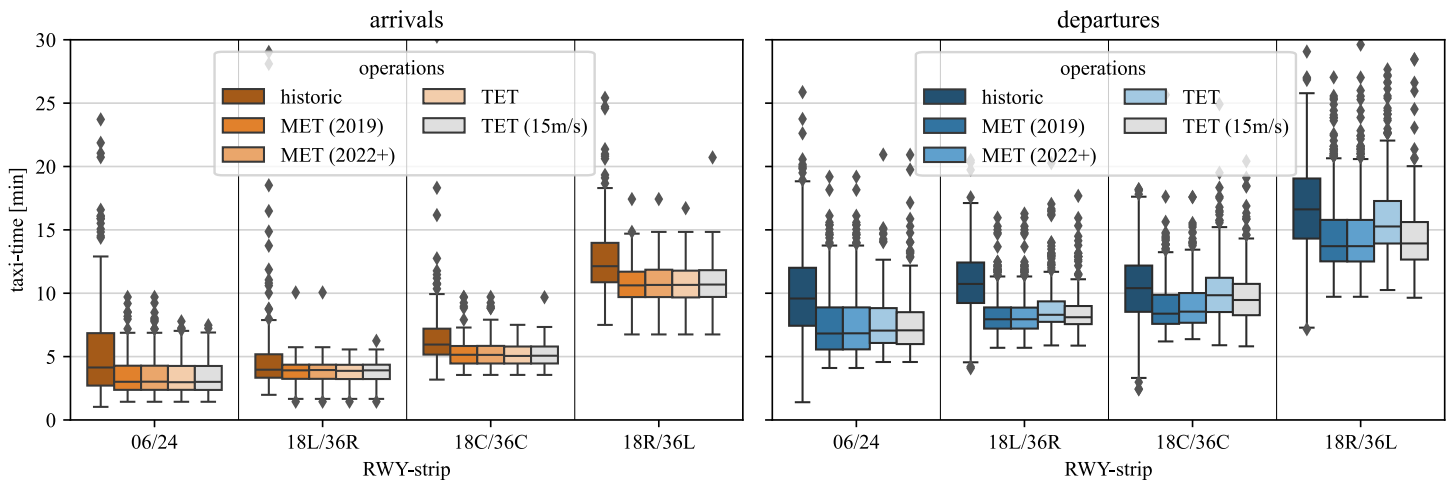 arrivals
departures
taxi-time [min]
30
25
20
15
10
5
0
operations
historic
MET (2019)
MET (2022+)
TET
TET (15m/s)
operations
historic
MET (2019)
MET (2022+)
TET
TET (15m/s)
06/24
18L/36R
18C/36C
18R/36L
06/24
18L/36R
18C/36C
18R/36L
RWY-strip
RWY-strip